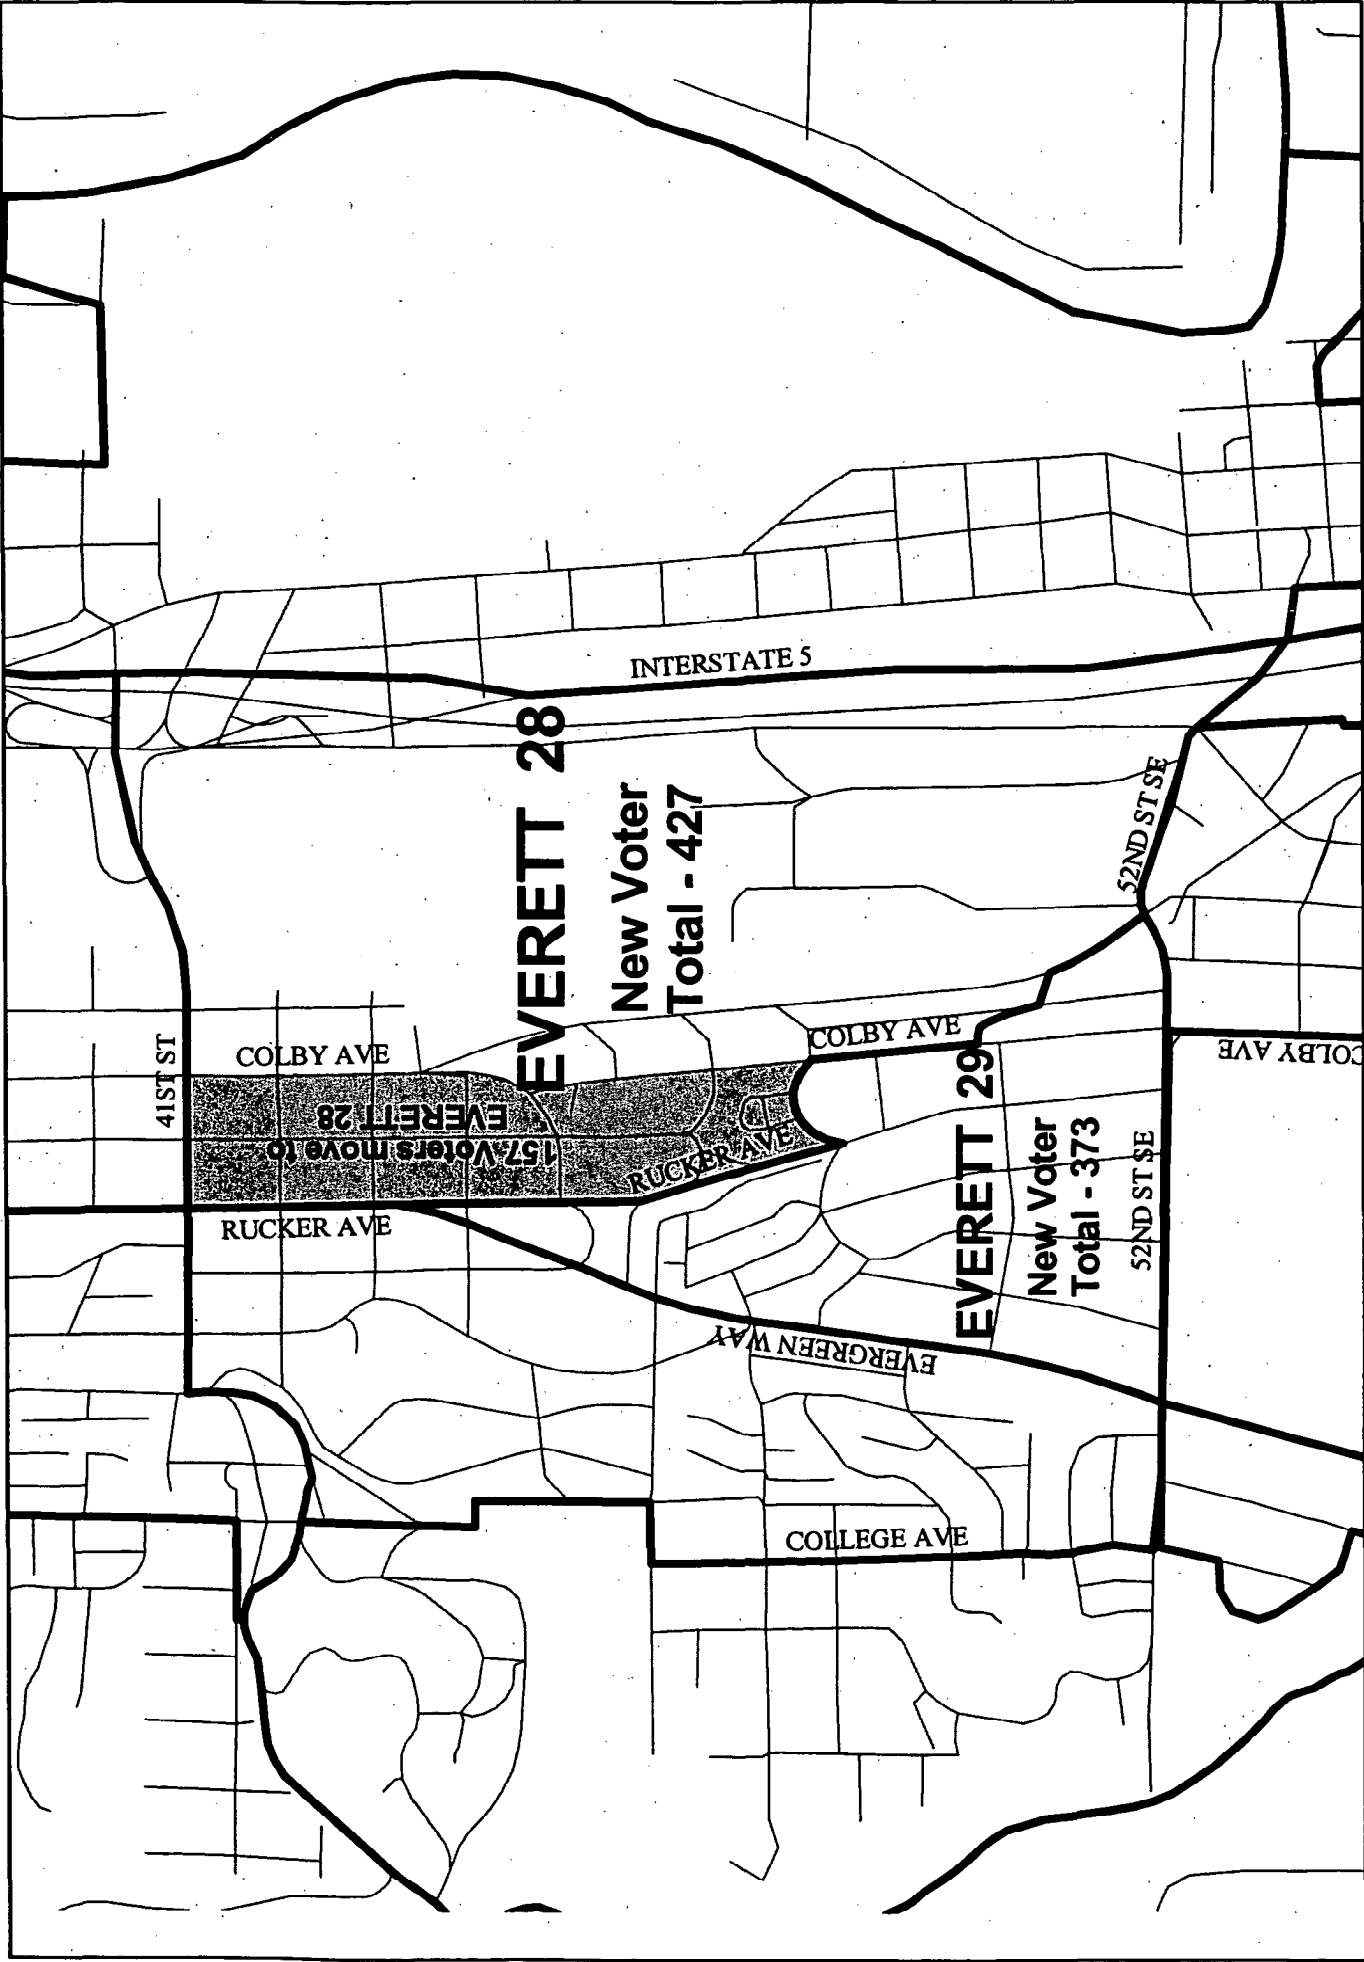 INTERSTATE 5
EVERETT 28
New Voter
Total - 427
52ND ST SE
41ST ST
COLBY AVE
COLBY AVE
COLBY AVE
157 Voters move to
EVERETT 28
RUCKER AVE
RUCKER AVE
EVERETT 29
New Voter
Total - 373
52ND ST SE
EVERGREEN WAY
COLLEGE AVE